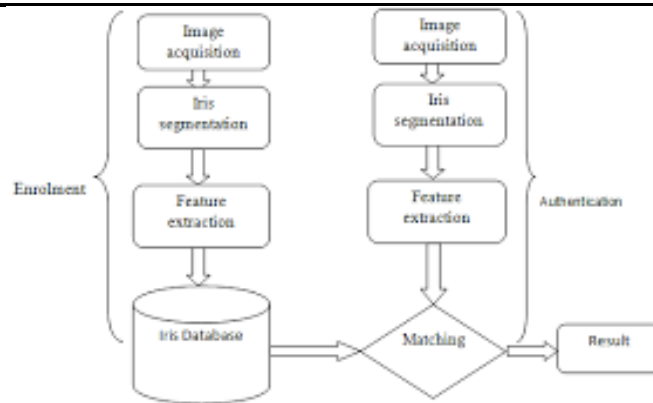 Image
acquisition
Iris
segmentation
Feature
extraction
Iris Database
Enrolment
Image
acquisition
Iris
segmentation
Feature
extraction
Matching
Authentication
Result